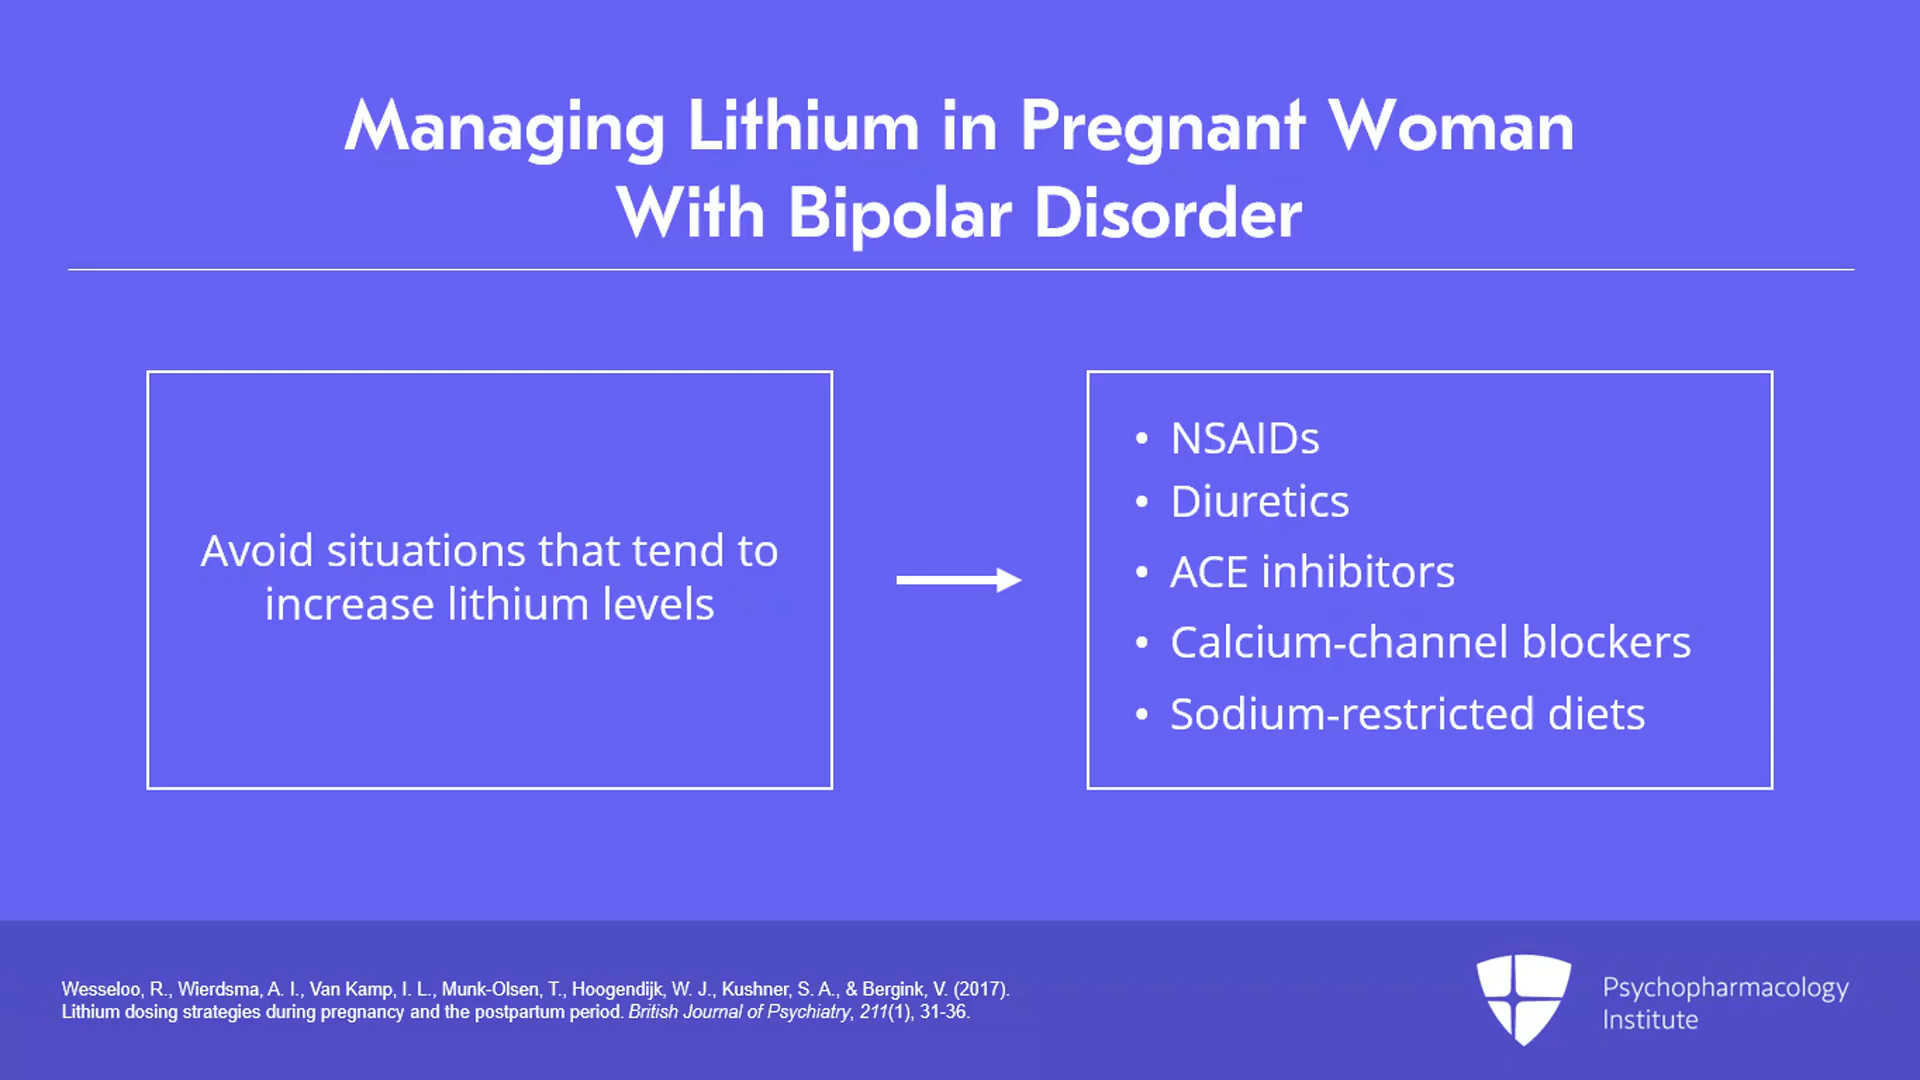 Managing Lithium in Pregnant Woman
With Bipolar Disorder
Avoid situations that tend to
increase lithium levels
• NSAIDs
• Diuretics
• ACE inhibitors
• Calcium-channel blockers
• Sodium-restricted diets
Wesseloo, R., Wierdsma, A. I., Van Kamp, I. L., Munk-Olsen, T., Hoogendijk, W. J., Kushner, S. A., & Bergink, V. (2017).
Lithium dosing strategies during pregnancy and the postpartum period. British Journal of Psychiatry, 211(1), 31-36.
Psychopharmacology
Institute